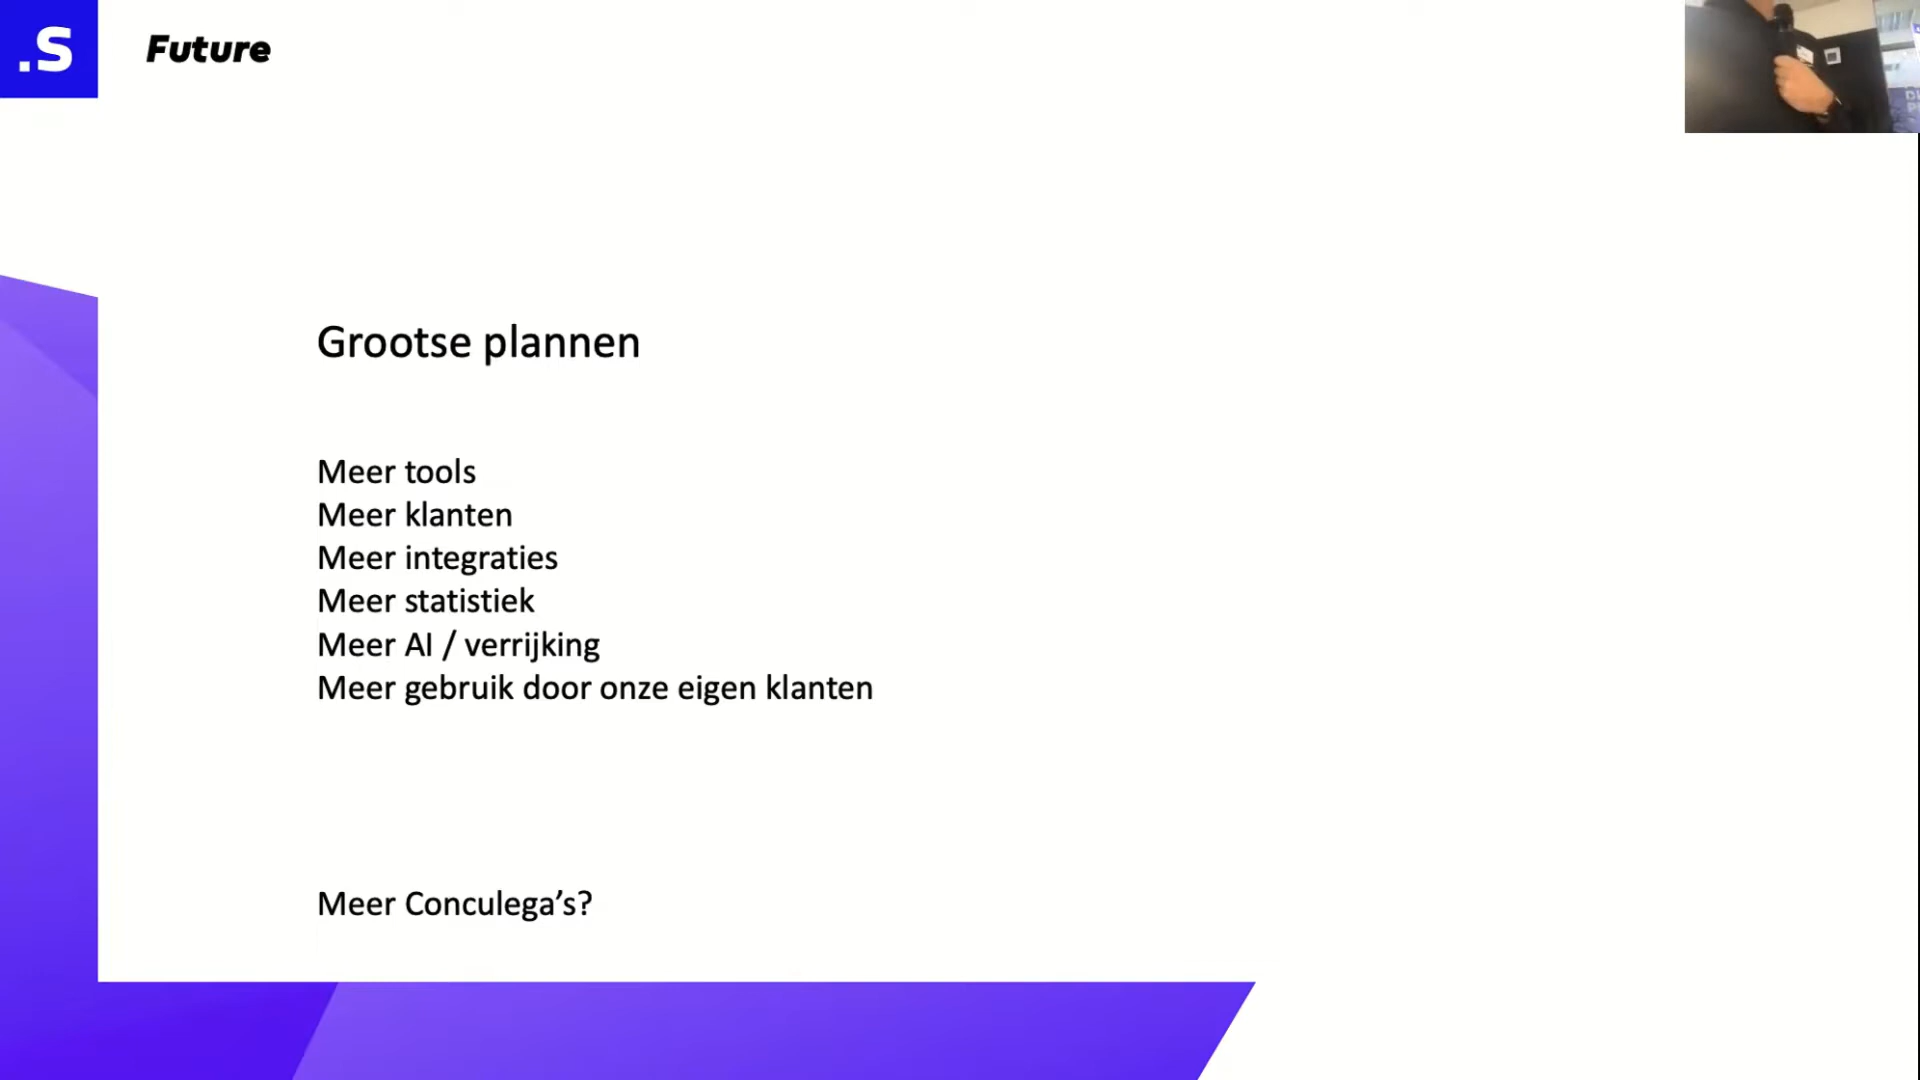 .S
Future
Grootse plannen
Meer tools
Meer klanten
Meer integraties
Meer statistiek
Meer AI / verrijking
Meer gebruik door onze eigen klanten
Meer Conculega’s?